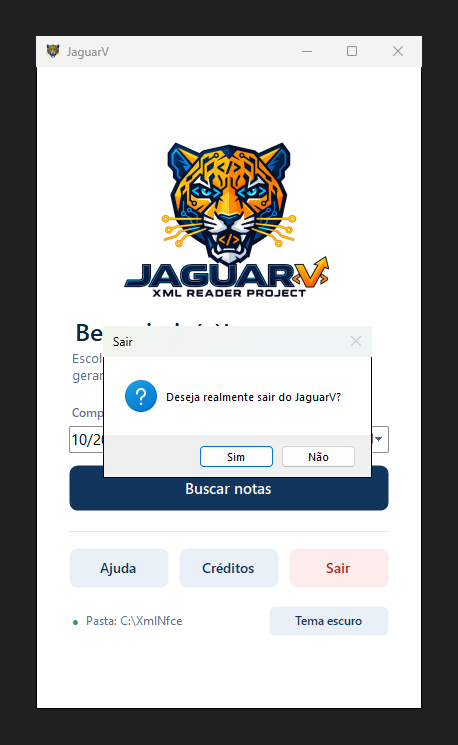 JaguarV
JAGUARV
XML READER PROJECT
Sair
Deseja realmente sair do JaguarV?
Sim
Não
Buscar notas
Ajuda
Créditos
Sair
Pasta: C:\XmlNfce
Tema escuro